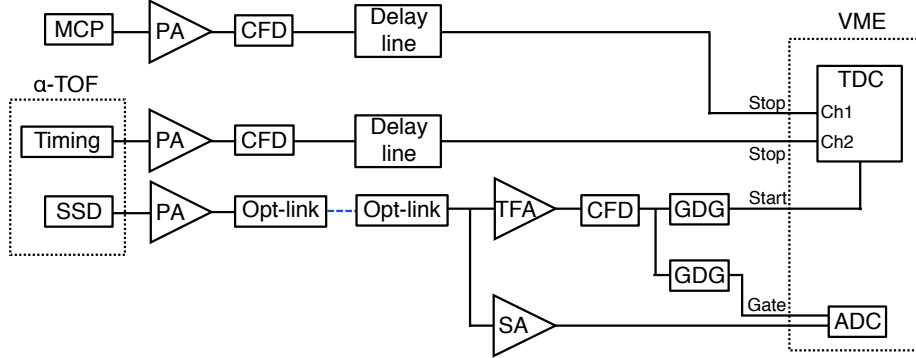 VME
MCP
PA
CFD
Delay
line
TDC
α-TOF
Stop
Ch1
Timing
PA
CFD
Delay
line
Ch2
Stop
SSD
PA
Opt-link
Opt-link
TFA
CFD
GDG
Start
GDG
Gate
SA
ADC